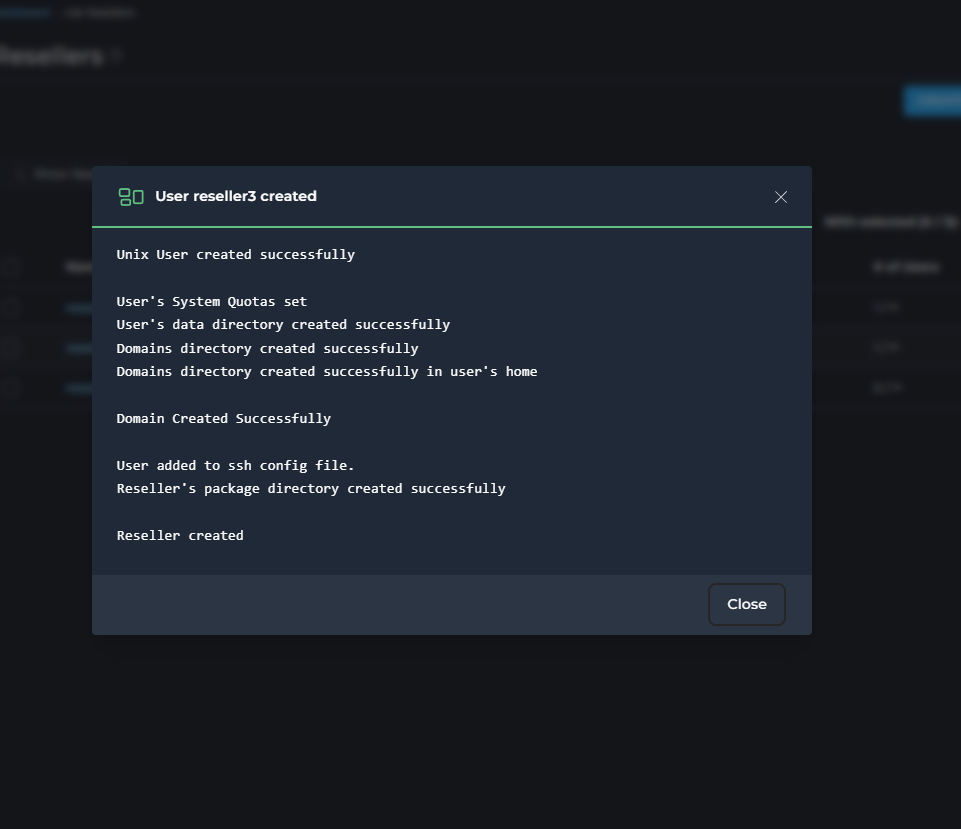 Resellers
User reseller3 created
Unix User created successfully
User's System Quotas set
User's data directory created successfully
Domains directory created successfully
Domains directory created successfully in user's home
Domain Created Successfully
User added to ssh config file.
Reseller's package directory created successfully
Reseller created
Close